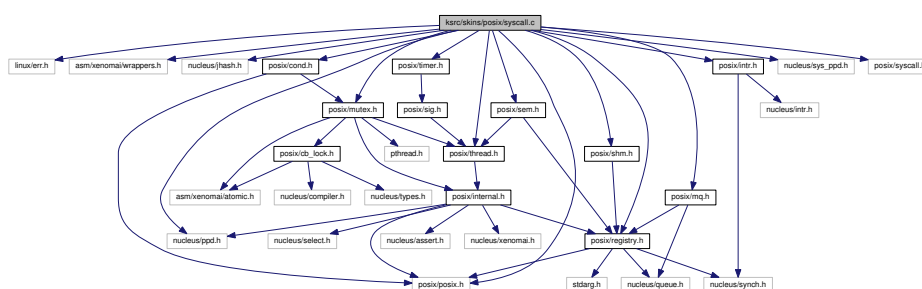 ksrc/skins/posix/syscall.c
linux/err.h
asm/xenomai/wrappers.h
nucleus/jhash.h
posix/cond.h
posix/timer.h
posix/intr.h
nucleus/sys_ppd.h
posix/syscall.h
posix/mutex.h
posix/sig.h
posix/sem.h
nucleus/intr.h
posix/cb_lock.h
pthread.h
posix/thread.h
posix/shm.h
asm/xenomai/atomic.h
nucleus/compiler.h
nucleus/types.h
posix/internal.h
posix/mq.h
nucleus/ppd.h
nucleus/select.h
nucleus/assert.h
nucleus/xenomai.h
posix/registry.h
posix/posix.h
stdarg.h
nucleus/queue.h
nucleus/synch.h